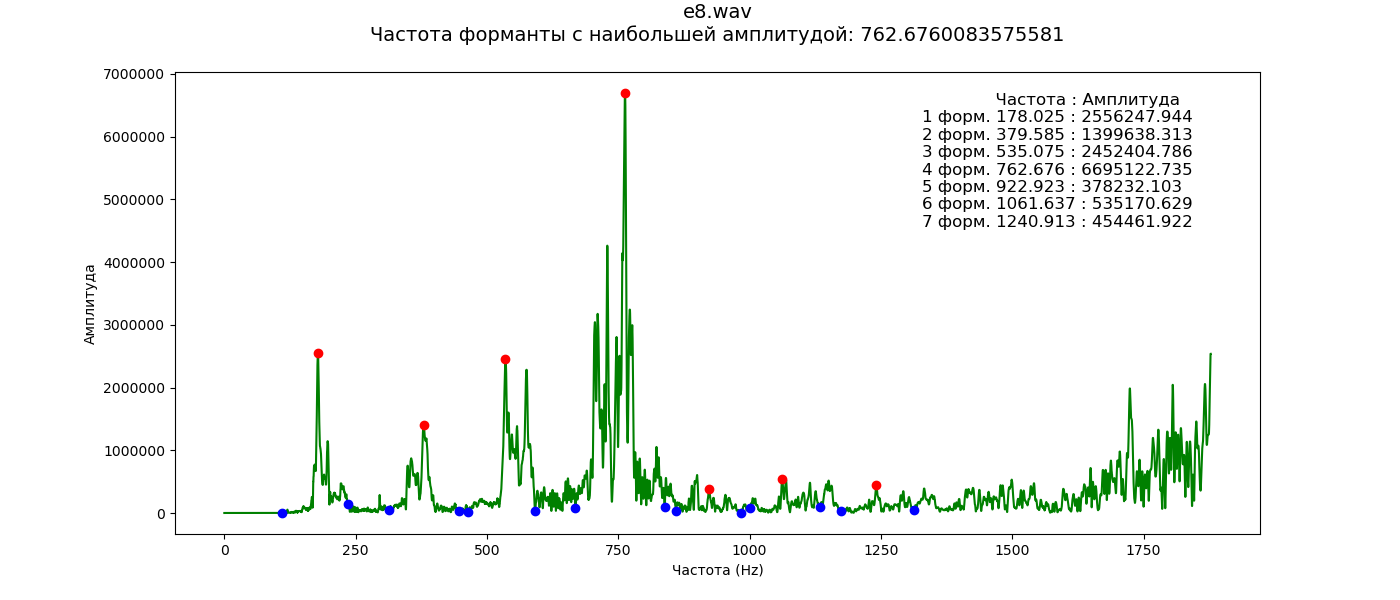 e8.wav
Частота форманты с наибольшей амплитудой: 762.6760083575581
7000000
6000000
5000000
4000000
3000000
2000000
1000000
0
Амплитуда
Частота : Амплитуда
1 форм. 178.025 : 2556247.944
2 форм. 379.585 : 1399638.313
3 форм. 535.075 : 2452404.786
4 форм. 762.676 : 6695122.735
5 форм. 922.923 : 378232.103
6 форм. 1061.637 : 535170.629
7 форм. 1240.913 : 454461.922
0 250 500 750 1000 1250 1500 1750
Частота (Hz)